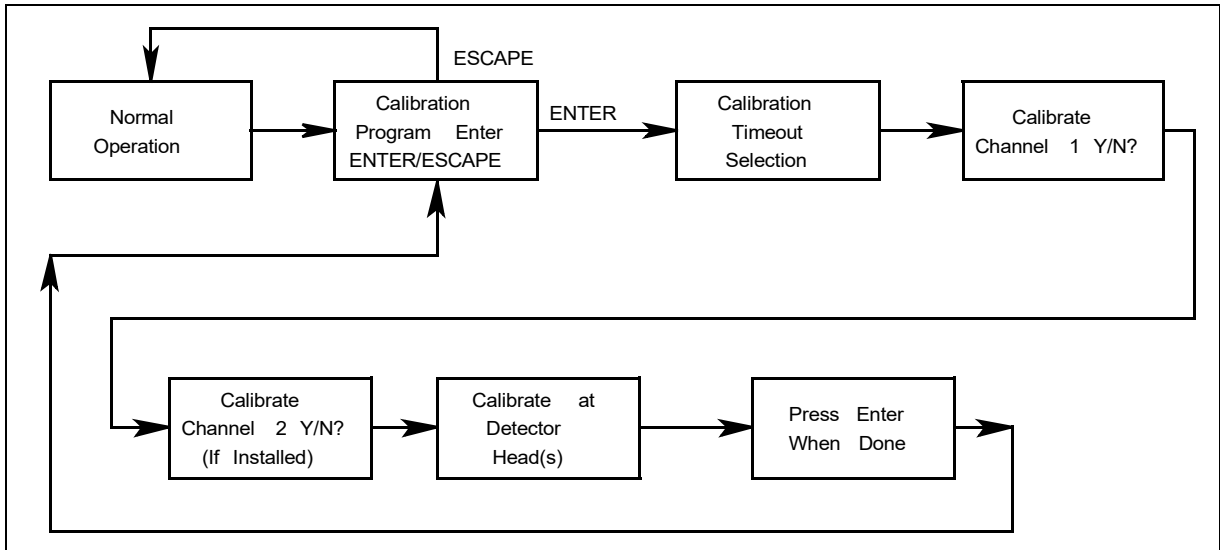 ESCAPE
Normal
Operation
Calibration
Program Enter
ENTER/ESCAPE
ENTER
Calibration
Timeout
Selection
Calibrate
Channel 1 Y/N?
Calibrate
Channel 2 Y/N?
(If Installed)
Calibrate at
Detector
Head(s)
Press Enter
When Done